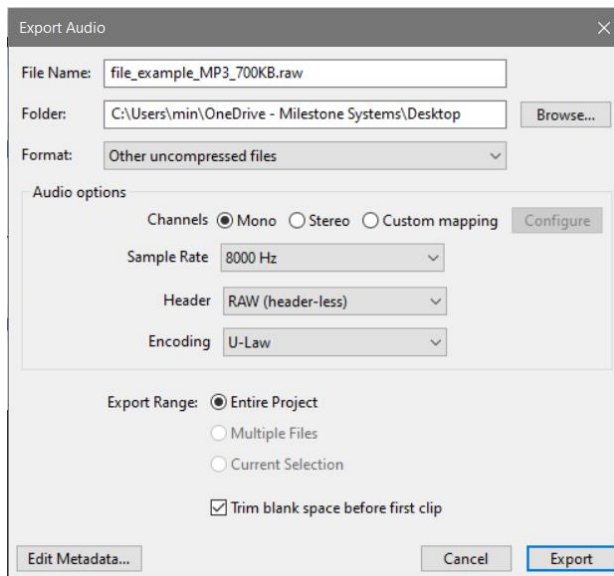 Export Audio
File Name: file_example_MP3_700KB.raw
Folder: C:\Users\min\OneDrive - Milestone Systems\Desktop Browse...
Format: Other uncompressed files
Audio options
Channels Mono Stereo Custom mapping Configure
Sample Rate 8000 Hz
Header RAW (header-less)
Encoding U-Law
Export Range: Entire Project
Multiple Files
Current Selection
Trim blank space before first clip
Edit Metadata... Cancel Export